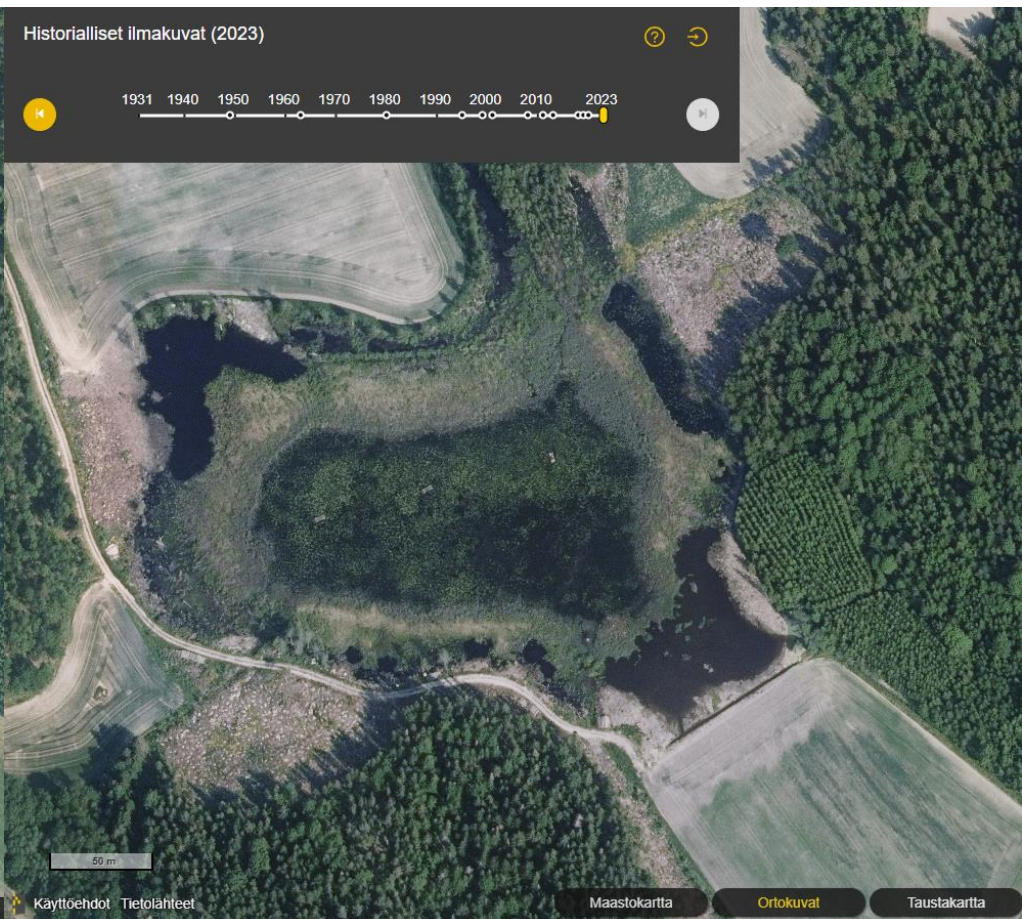 Historialliset ilmakuvat (2023)
?
1931 1940 1950 1960 1970 1980 1990 2000 2010 2023
50 m
Käyttöehdot Tietolähteet
Maastokartta Ortokuvat Taustakartta